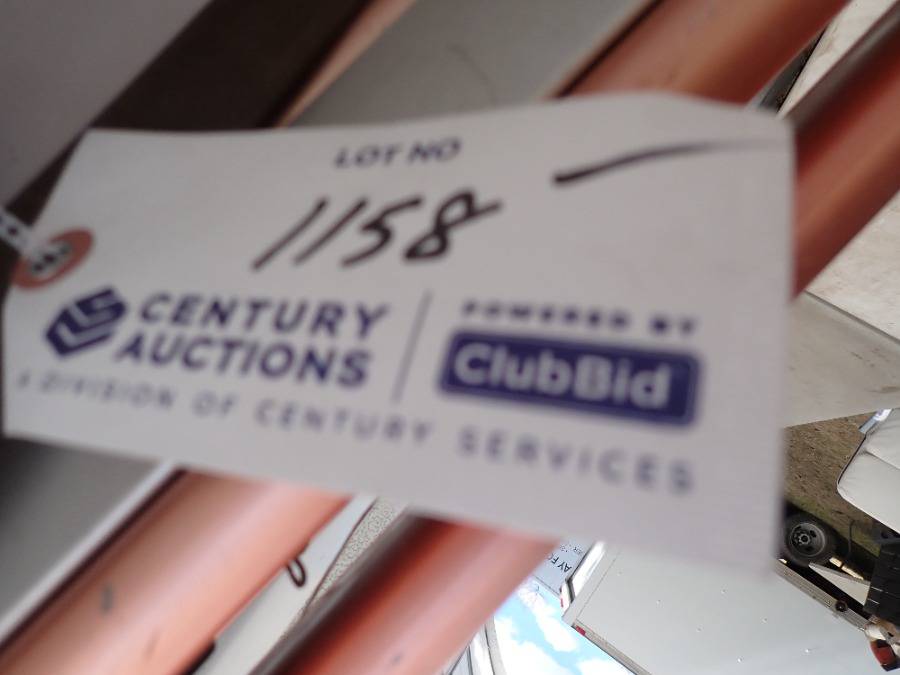 LOT NO
1158
CENTURY
AUCTIONS
A DIVISION OF CENTURY SERVICES
POWERED BY
ClubBid